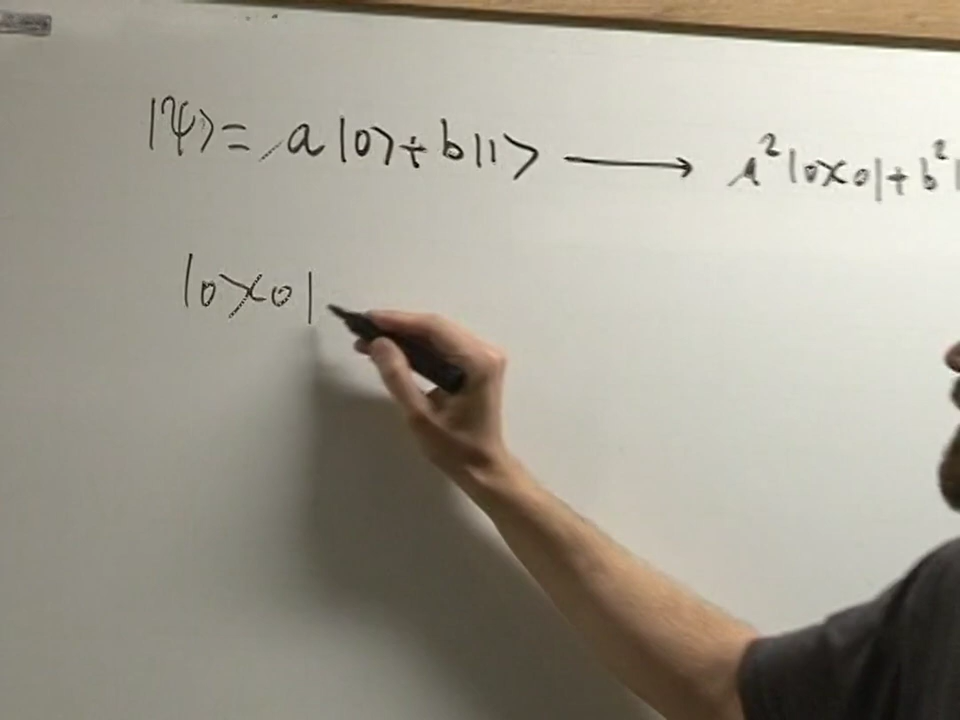 |ψ⟩ = a|0⟩ + b|1⟩ ⟶ a²|0⟩⟨0| + b²|
|0⟩⟨0|